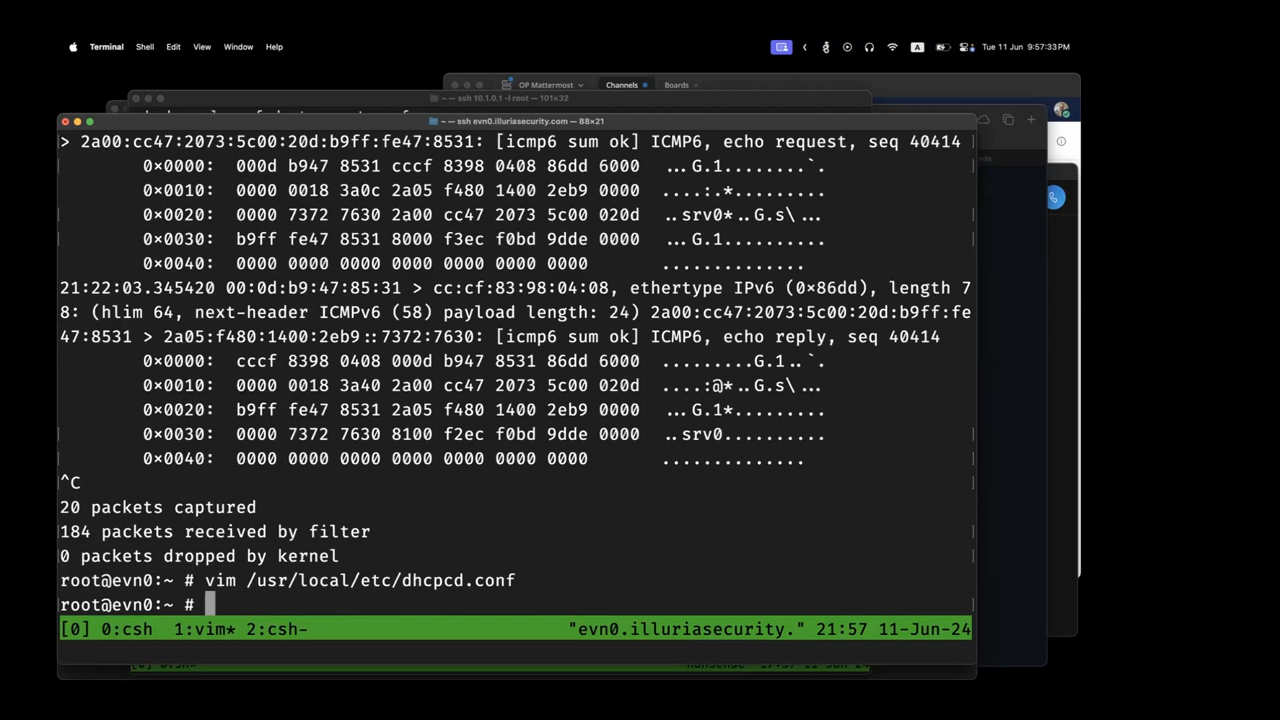 Terminal Shell Edit View Window Help
A Tue 11 Jun 9:57:33 PM
OP Mattermost Channels Boards
~ — ssh 10.1.0.1 -l root — 101×32
~ — ssh evn0.illuriasecurity.com — 88×21
> 2a00:cc47:2073:5c00:20d:b9ff:fe47:8531: [icmp6 sum ok] ICMP6, echo request, seq 40414
0x0000: 000d b947 8531 cccf 8398 0408 86dd 6000 ...G.1........`.
0x0010: 0000 0018 3a0c 2a05 f480 1400 2eb9 0000 ....:.*.........
0x0020: 0000 7372 7630 2a00 cc47 2073 5c00 020d ..srv0*..G.s\...
0x0030: b9ff fe47 8531 8000 f3ec f0bd 9dde 0000 ...G.1..........
0x0040: 0000 0000 0000 0000 0000 0000 0000 ..............
21:22:03.345420 00:0d:b9:47:85:31 > cc:cf:83:98:04:08, ethertype IPv6 (0x86dd), length 7
8: (hlim 64, next-header ICMPv6 (58) payload length: 24) 2a00:cc47:2073:5c00:20d:b9ff:fe
47:8531 > 2a05:f480:1400:2eb9::7372:7630: [icmp6 sum ok] ICMP6, echo reply, seq 40414
0x0000: cccf 8398 0408 000d b947 8531 86dd 6000 .........G.1..`.
0x0010: 0000 0018 3a40 2a00 cc47 2073 5c00 020d ....:@*..G.s\...
0x0020: b9ff fe47 8531 2a05 f480 1400 2eb9 0000 ...G.1*.........
0x0030: 0000 7372 7630 8100 f2ec f0bd 9dde 0000 ..srv0..........
0x0040: 0000 0000 0000 0000 0000 0000 0000 ..............
^C
20 packets captured
184 packets received by filter
0 packets dropped by kernel
root@evn0:~ # vim /usr/local/etc/dhcpcd.conf
root@evn0:~ #
[0] 0:csh 1:vim* 2:csh- "evn0.illuriasecurity." 21:57 11-Jun-24